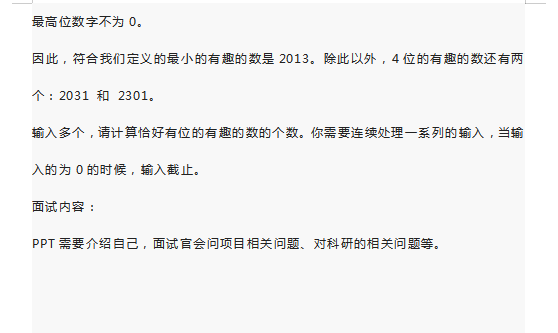 最高位数字不为 0。
因此，符合我们定义的最小的有趣的数是 2013。除此以外，4 位的有趣的数还有两
个：2031 和 2301。
输入多个，请计算恰好有位的有趣的数的个数。你需要连续处理一系列的输入，当输
入的为 0 的时候，输入截止。
面试内容：
PPT 需要介绍自己，面试官会问项目相关问题、对科研的相关问题等。